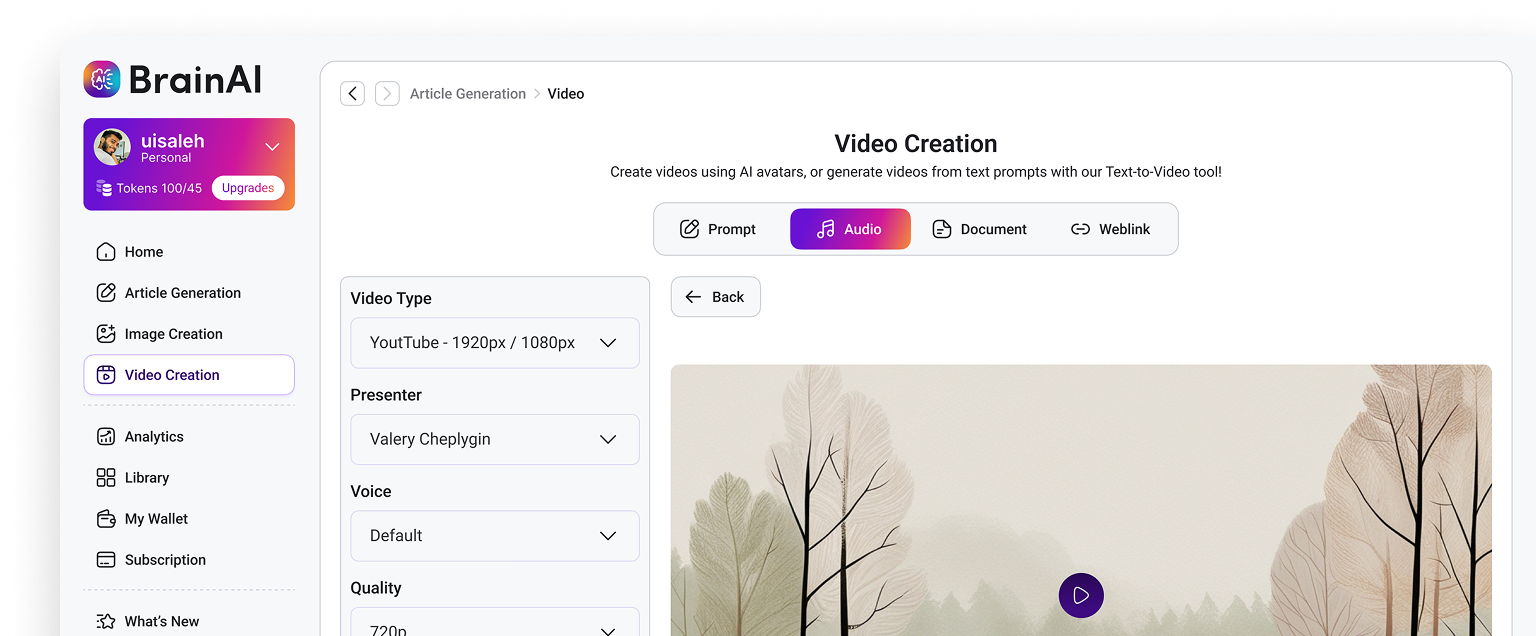 BrainAI
uisaleh
Personal
Tokens 100/45
Upgrades
Home
Article Generation
Image Creation
Video Creation
Analytics
Library
My Wallet
Subscription
What's New
Article Generation > Video
Video Creation
Create videos using AI avatars, or generate videos from text prompts with our Text-to-Video tool!
Prompt
Audio
Document
Weblink
Video Type
YoutTube - 1920px / 1080px
Presenter
Valery Cheplygin
Voice
Default
Quality
720p
Back